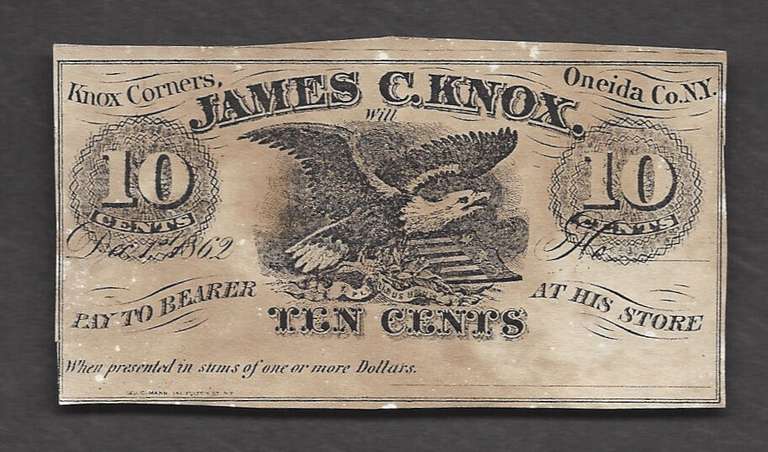 Knox Corners,
JAMES C. KNOX.
Oneida Co. N.Y.
Will
10
CENTS
10
CENTS
Dec. 1st 1862
No.
PAY TO BEARER
AT HIS STORE
TEN CENTS
When presented in sums of one or more Dollars.